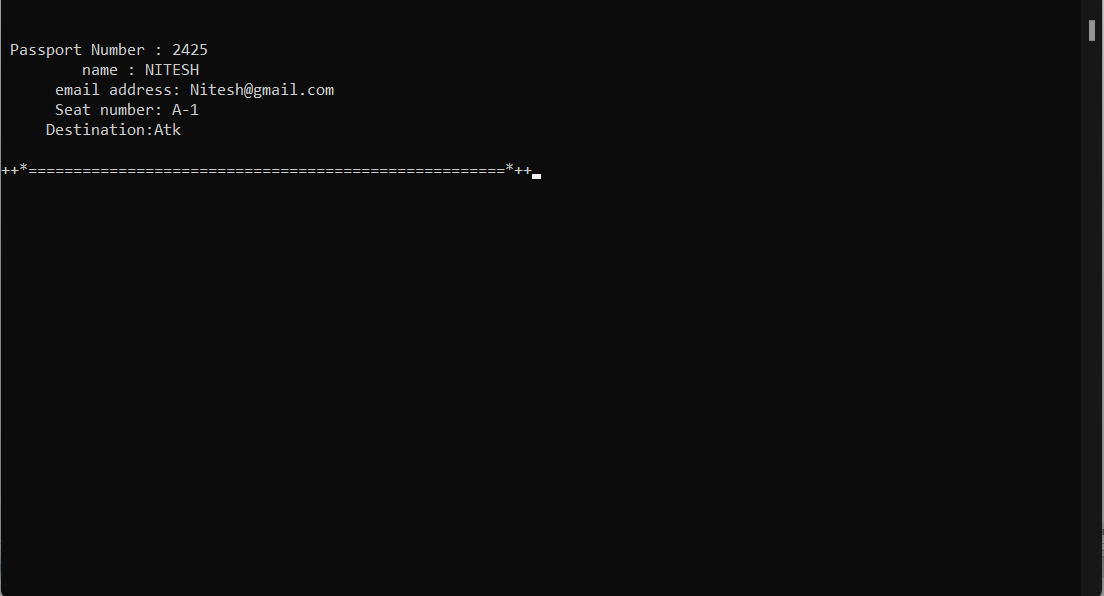 Passport Number : 2425
name : NITESH
email address: Nitesh@gmail.com
Seat number: A-1
Destination:Atk
++*=====================================================*++